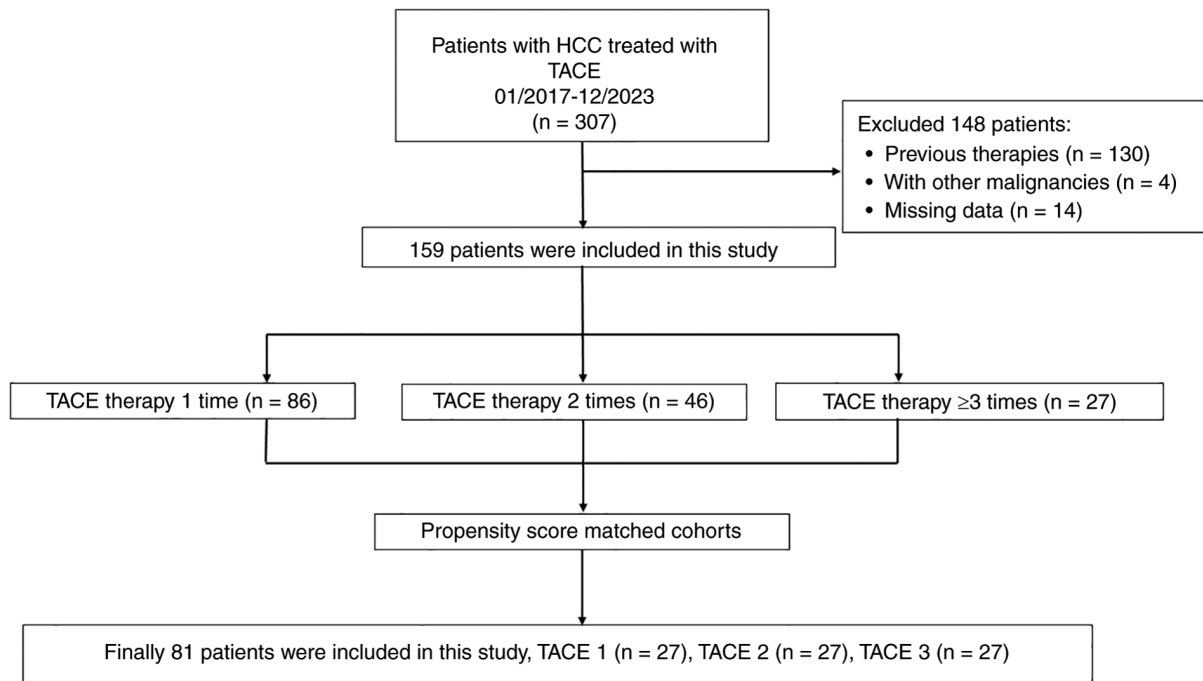 Patients with HCC treated with
TACE
01/2017-12/2023
(n = 307)
Excluded 148 patients:
• Previous therapies (n = 130)
• With other malignancies (n = 4)
• Missing data (n = 14)
159 patients were included in this study
TACE therapy 1 time (n = 86)
TACE therapy 2 times (n = 46)
TACE therapy ≥3 times (n = 27)
Propensity score matched cohorts
Finally 81 patients were included in this study, TACE 1 (n = 27), TACE 2 (n = 27), TACE 3 (n = 27)